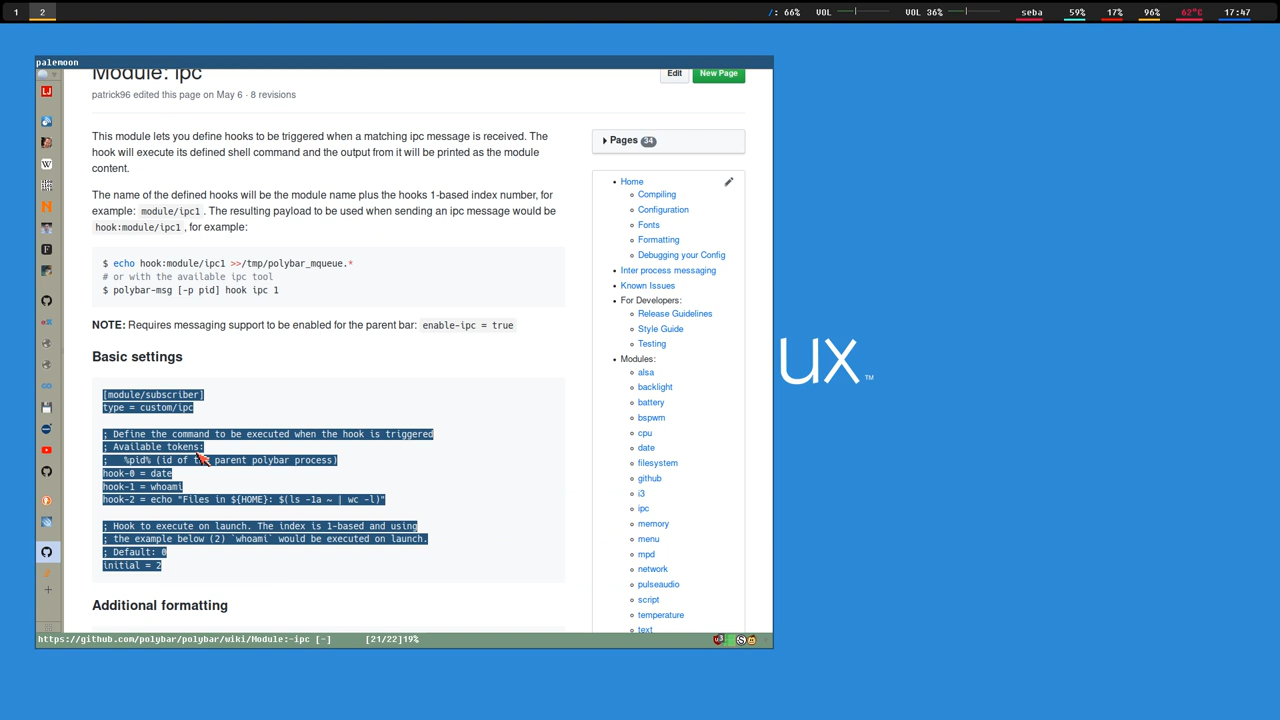 1 2 /: 66% VOL VOL 36% seba 59% 17% 96% 62°C 17:47
palemoon
Module: ipc
Edit
New Page
patrick96 edited this page on May 6 · 8 revisions
This module lets you define hooks to be triggered when a matching ipc message is received. The
hook will execute its defined shell command and the output from it will be printed as the module
content.
The name of the defined hooks will be the module name plus the hooks 1-based index number, for
example: module/ipc1 . The resulting payload to be used when sending an ipc message would be
hook:module/ipc1 , for example:
$ echo hook:module/ipc1 >>/tmp/polybar_mqueue.*
# or with the available ipc tool
$ polybar-msg [-p pid] hook ipc 1
NOTE: Requires messaging support to be enabled for the parent bar: enable-ipc = true
Basic settings
[module/subscriber]
type = custom/ipc
; Define the command to be executed when the hook is triggered
; Available tokens:
;   %pid% (id of the parent polybar process)
hook-0 = date
hook-1 = whoami
hook-2 = echo "Files in ${HOME}: $(ls -1a ~ | wc -l)"
; Hook to execute on launch. The index is 1-based and using
; the example below (2) `whoami` would be executed on launch.
; Default: 0
initial = 2
Additional formatting
Pages 34
Home
Compiling
Configuration
Fonts
Formatting
Debugging your Config
Inter process messaging
Known Issues
For Developers:
Release Guidelines
Style Guide
Testing
Modules:
alsa
backlight
battery
bspwm
cpu
date
filesystem
github
i3
ipc
memory
menu
mpd
network
pulseaudio
script
temperature
text
https://github.com/polybar/polybar/wiki/Module:-ipc [-] [21/22]19%
ux™